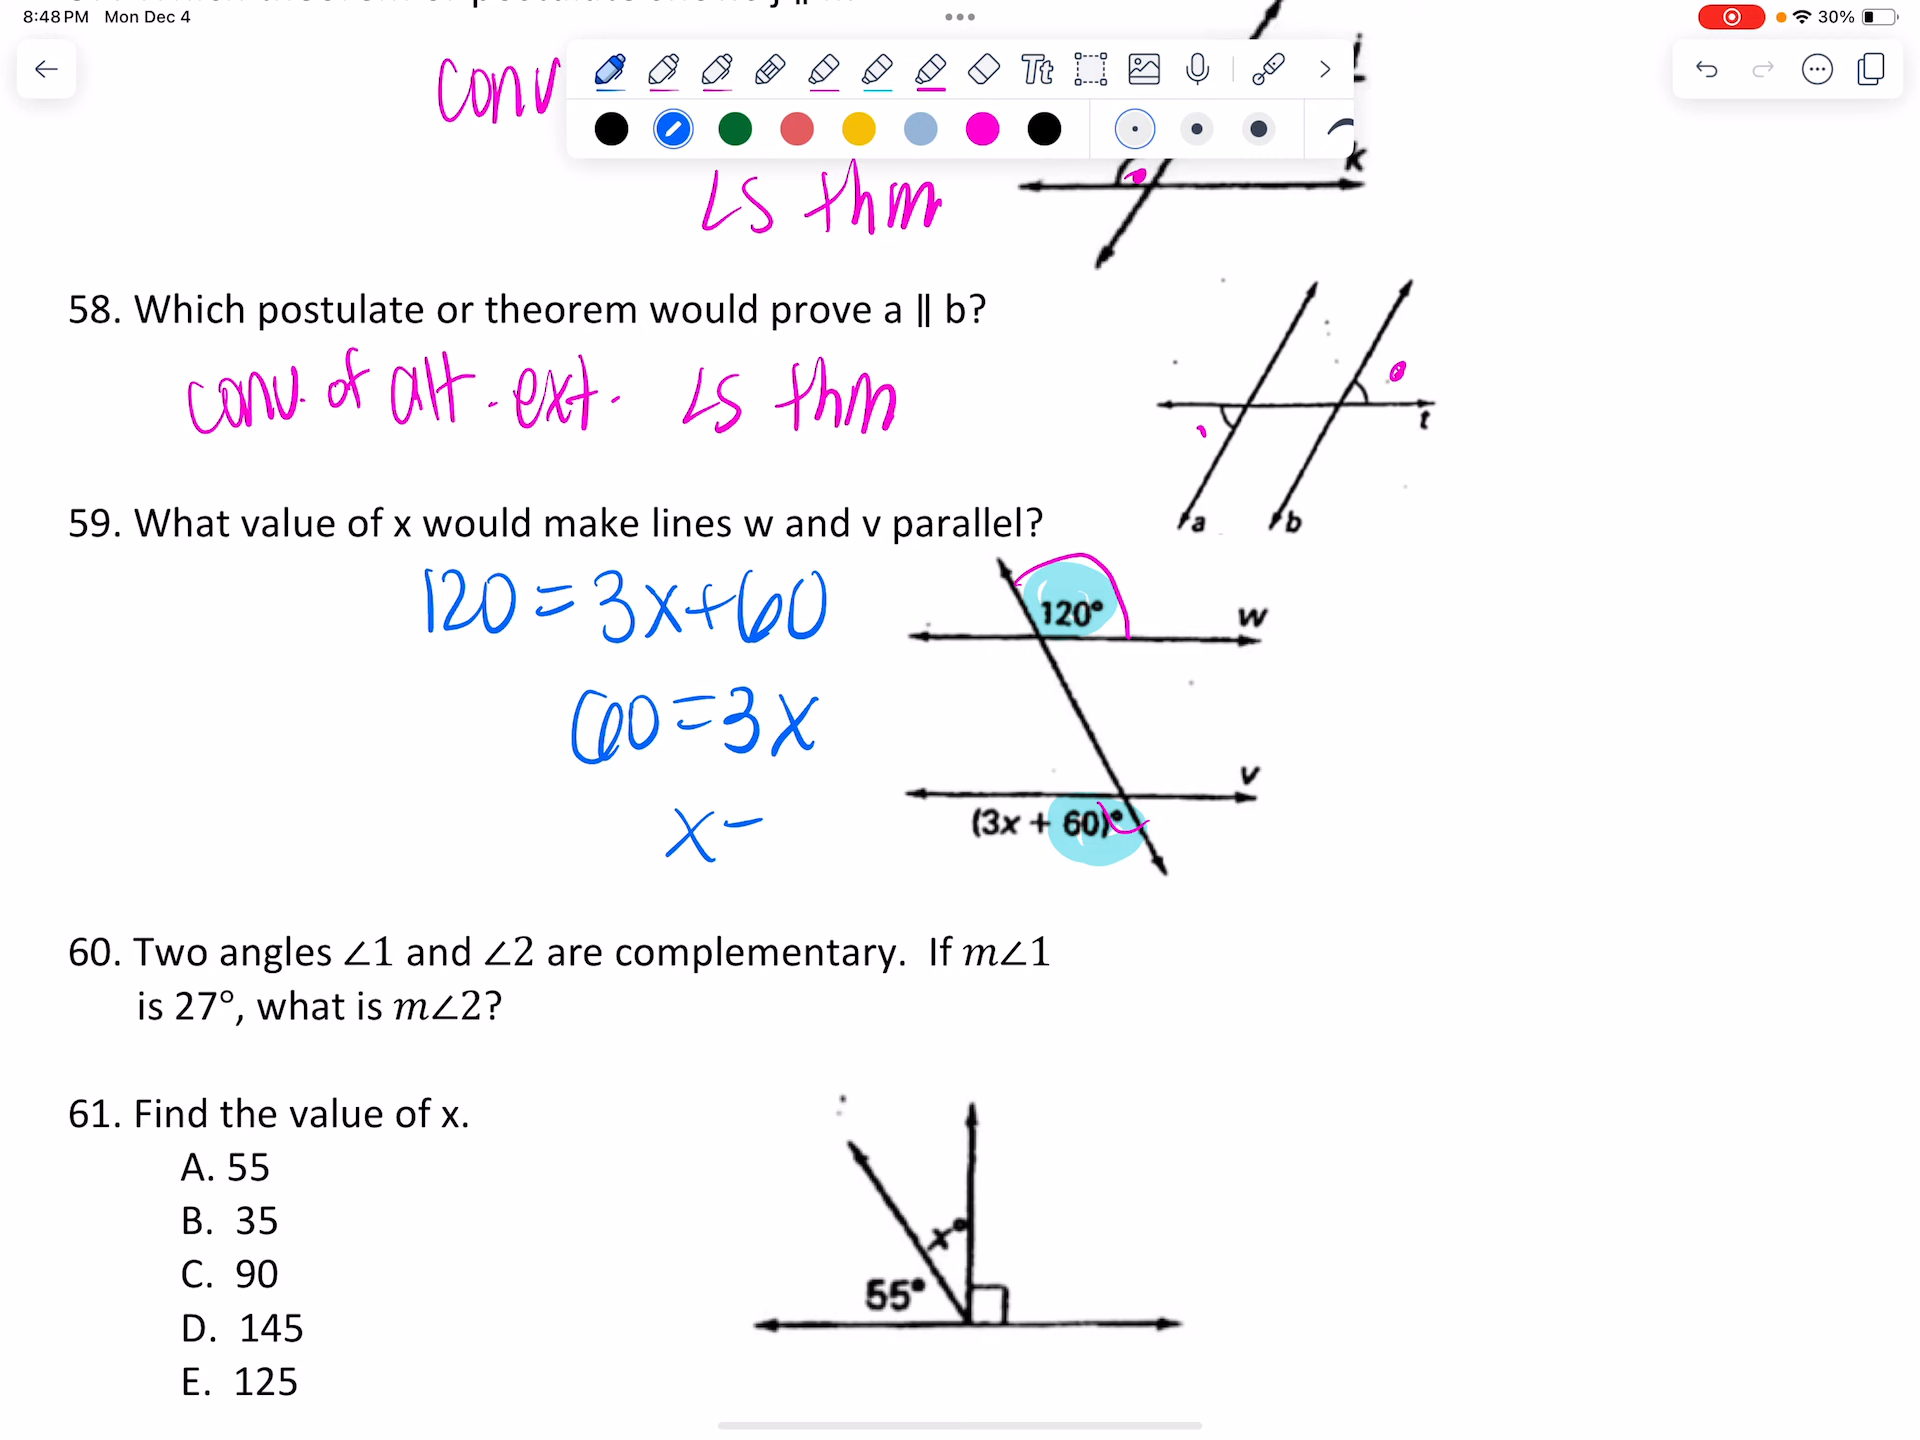 8:48 PM Mon Dec 4
30%
conv
Tt
k
∠s thm
58. Which postulate or theorem would prove a ∥ b?
conv. of alt. ext. ∠s thm
t
a
b
59. What value of x would make lines w and v parallel?
120 = 3x+60
120°
w
60 = 3x
v
x =
(3x + 60)°
60. Two angles ∠1 and ∠2 are complementary. If m∠1
is 27°, what is m∠2?
61. Find the value of x.
A. 55
B. 35
C. 90
D. 145
E. 125
x°
55°